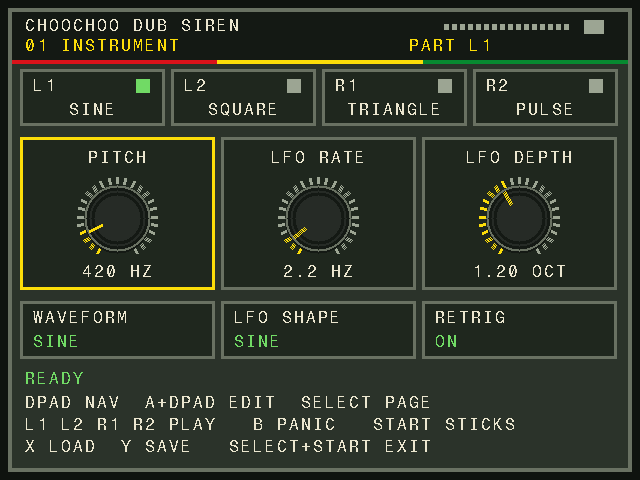 CHOOCHOO DUB SIREN
01 INSTRUMENT PART L1
L1 L2 R1 R2
SINE SQUARE TRIANGLE PULSE
PITCH LFO RATE LFO DEPTH
420 HZ 2.2 HZ 1.20 OCT
WAVEFORM LFO SHAPE RETRIG
SINE SINE ON
READY
DPAD NAV A+DPAD EDIT SELECT PAGE
L1 L2 R1 R2 PLAY B PANIC START STICKS
X LOAD Y SAVE SELECT+START EXIT